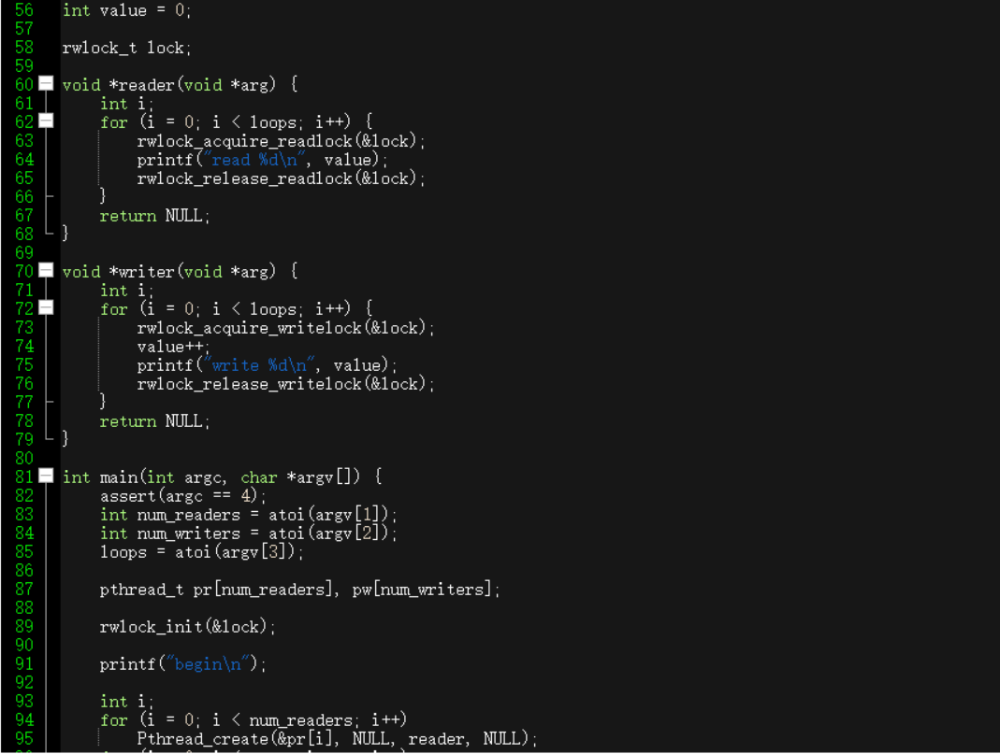 56 int value = 0;
57
58 rwlock_t lock;
59
60 void *reader(void *arg) {
61     int i;
62     for (i = 0; i < loops; i++) {
63         rwlock_acquire_readlock(&lock);
64         printf("read %d\n", value);
65         rwlock_release_readlock(&lock);
66     }
67     return NULL;
68 }
69
70 void *writer(void *arg) {
71     int i;
72     for (i = 0; i < loops; i++) {
73         rwlock_acquire_writelock(&lock);
74         value++;
75         printf("write %d\n", value);
76         rwlock_release_writelock(&lock);
77     }
78     return NULL;
79 }
80
81 int main(int argc, char *argv[]) {
82     assert(argc == 4);
83     int num_readers = atoi(argv[1]);
84     int num_writers = atoi(argv[2]);
85     loops = atoi(argv[3]);
86
87     pthread_t pr[num_readers], pw[num_writers];
88
89     rwlock_init(&lock);
90
91     printf("begin\n");
92
93     int i;
94     for (i = 0; i < num_readers; i++)
95         Pthread_create(&pr[i], NULL, reader, NULL);